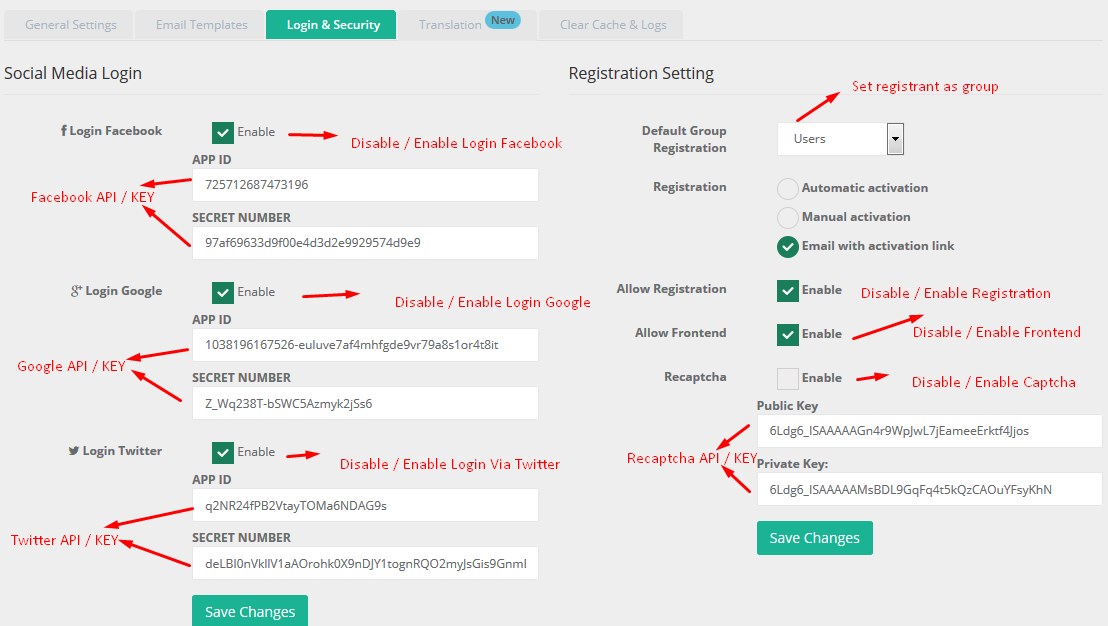 General Settings
Email Templates
Login & Security
Translation New
Clear Cache & Logs
Social Media Login
Login Facebook
Enable
Disable / Enable Login Facebook
APP ID
725712687473196
Facebook API / KEY
SECRET NUMBER
97af69633d9f00e4d3d2e9929574d9e9
Login Google
Enable
Disable / Enable Login Google
APP ID
1038196167526-euluve7af4mhfgde9vr79a8s1or4t8it
Google API / KEY
SECRET NUMBER
Z_Wq238T-bSWC5Azmyk2jSs6
Login Twitter
Enable
Disable / Enable Login Via Twitter
APP ID
q2NR24fPB2VtayTOMa6NDAG9s
Twitter API / KEY
SECRET NUMBER
Save Changes
Registration Setting
Set registrant as group
Default Group
Registration
Users
Registration
Automatic activation
Manual activation
Email with activation link
Allow Registration
Enable
Disable / Enable Registration
Allow Frontend
Enable
Disable / Enable Frontend
Recaptcha
Enable
Disable / Enable Captcha
Public Key
6Ldg6_ISAAAAAGn4r9WpJwL7jEameeErktf4Jjos
Recaptcha API / KEY
Private Key:
6Ldg6_ISAAAAAMsBDL9GqFq4t5kQzCAOuYFsyKhN
Save Changes